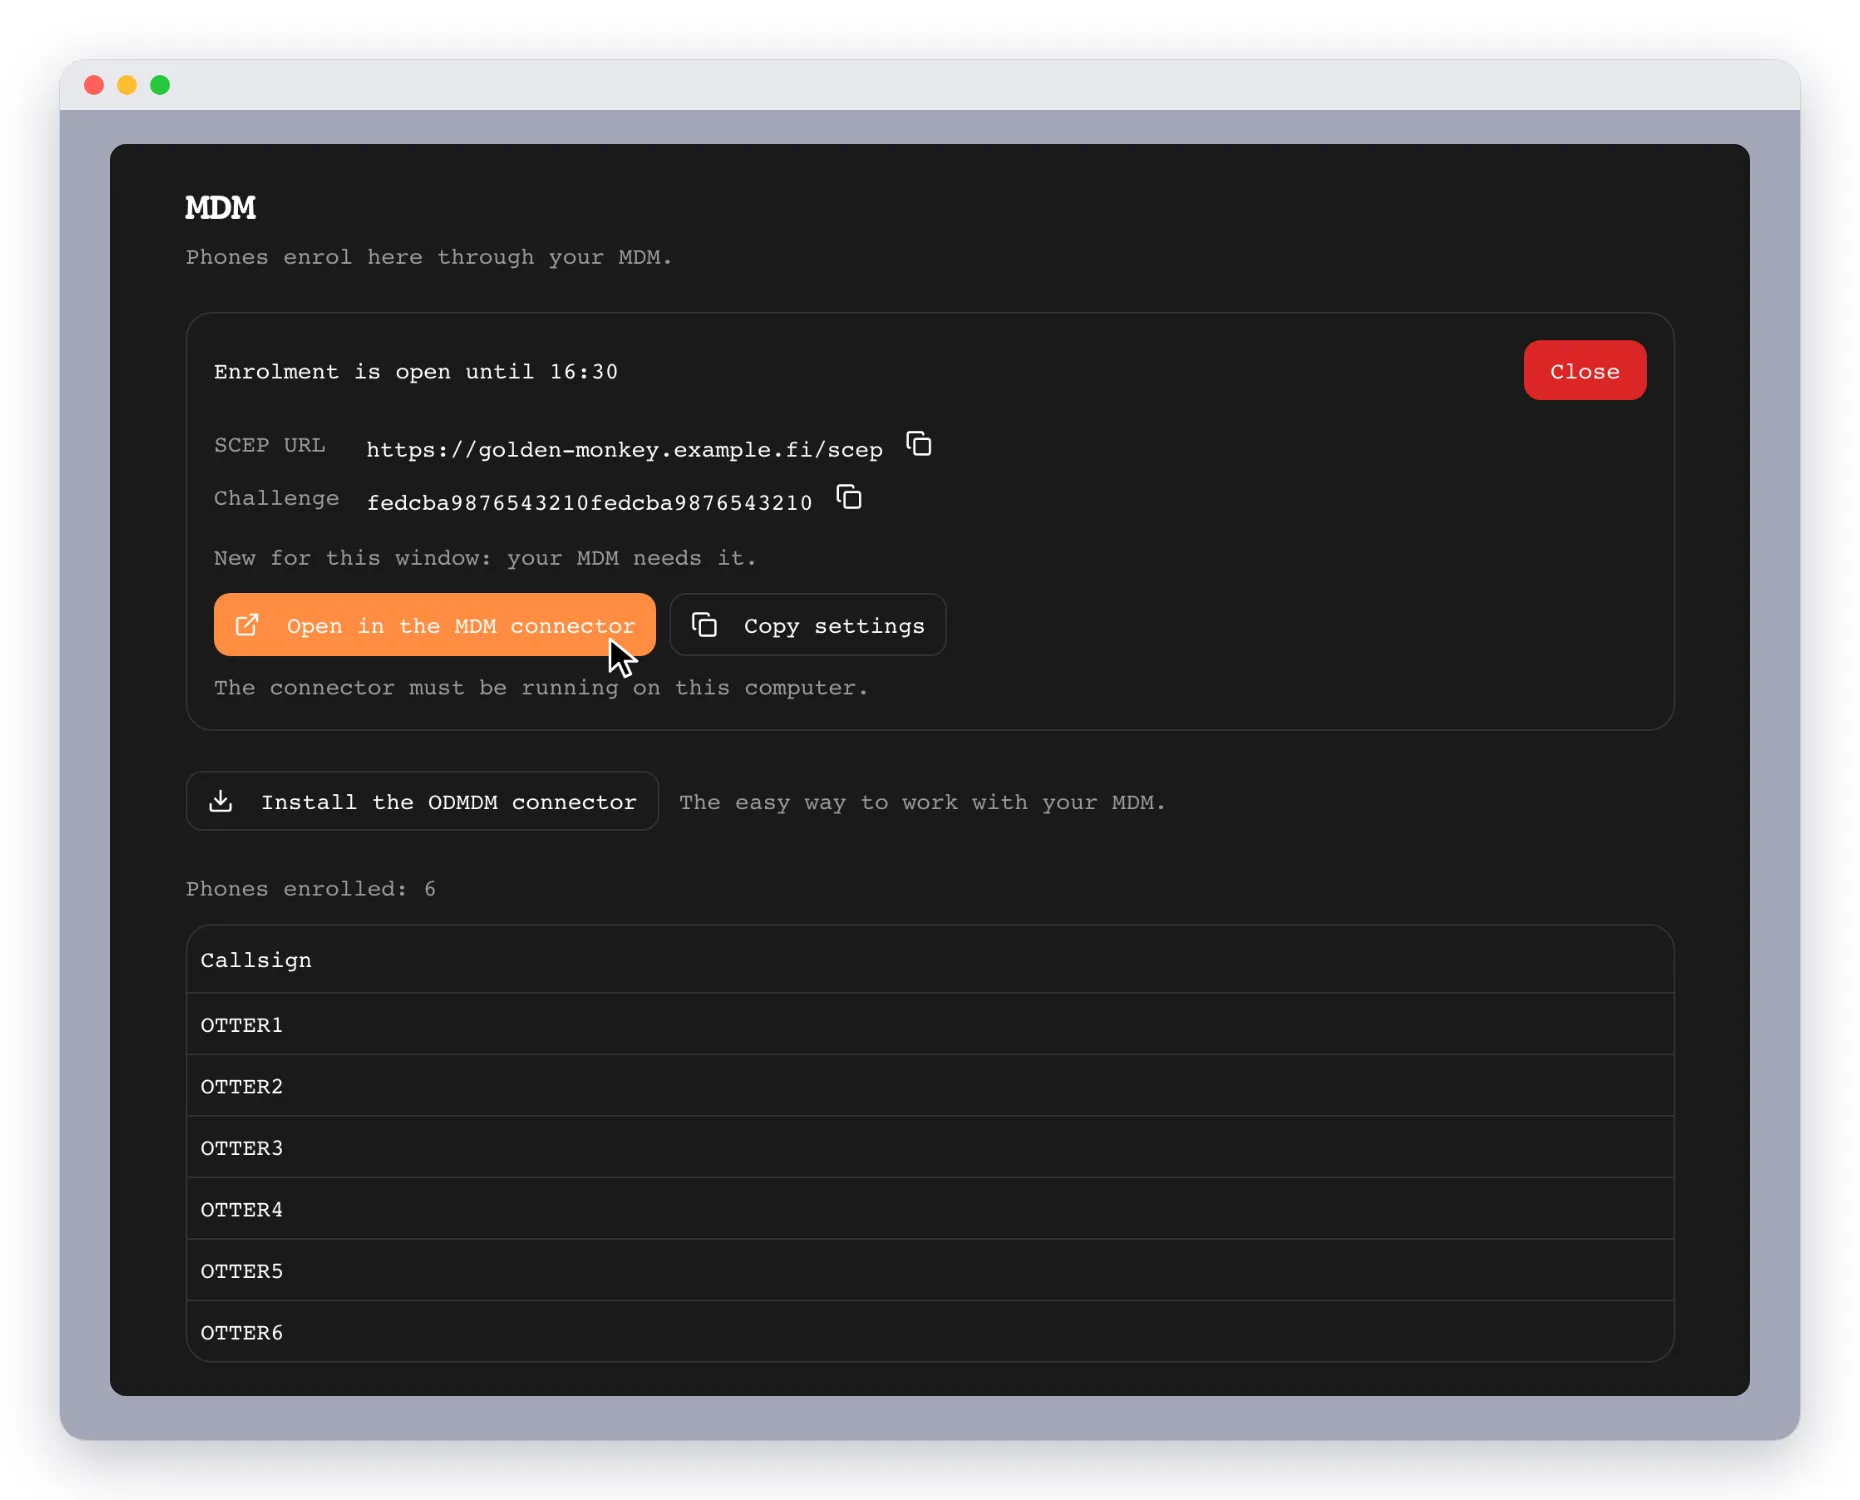 MDM
Phones enrol here through your MDM.
Enrolment is open until 16:30
Close
SCEP URL https://golden-monkey.example.fi/scep
Challenge fedcba9876543210fedcba9876543210
New for this window: your MDM needs it.
Open in the MDM connector
Copy settings
The connector must be running on this computer.
Install the ODMDM connector
The easy way to work with your MDM.
Phones enrolled: 6
Callsign
OTTER1
OTTER2
OTTER3
OTTER4
OTTER5
OTTER6